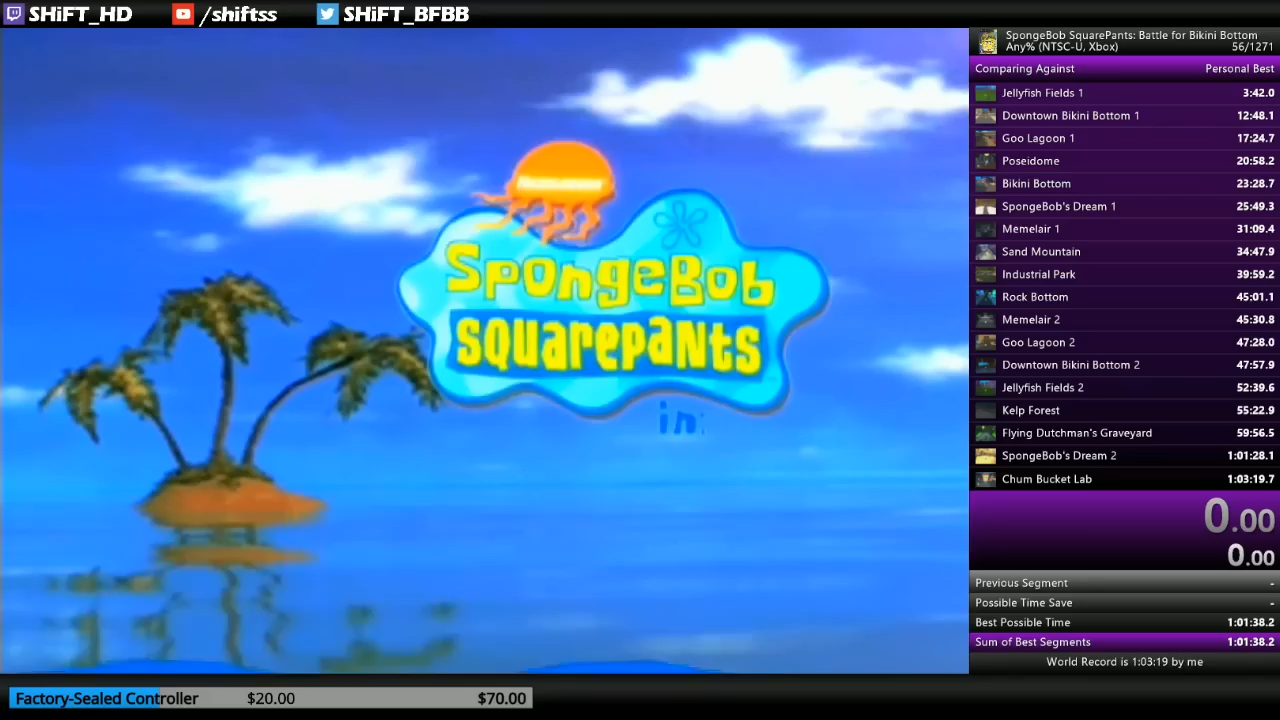 SHiFT_HD
/shiftss
SHiFT_BFBB
SpongeBob
SquarePants
in
SpongeBob SquarePants: Battle for Bikini Bottom
Any% (NTSC-U, Xbox) 56/1271
Comparing Against Personal Best
Jellyfish Fields 1 3:42.0
Downtown Bikini Bottom 1 12:48.1
Goo Lagoon 1 17:24.7
Poseidome 20:58.2
Bikini Bottom 23:28.7
SpongeBob's Dream 1 25:49.3
Memelair 1 31:09.4
Sand Mountain 34:47.9
Industrial Park 39:59.2
Rock Bottom 45:01.1
Memelair 2 45:30.8
Goo Lagoon 2 47:28.0
Downtown Bikini Bottom 2 47:57.9
Jellyfish Fields 2 52:39.6
Kelp Forest 55:22.9
Flying Dutchman's Graveyard 59:56.5
SpongeBob's Dream 2 1:01:28.1
Chum Bucket Lab 1:03:19.7
0.00
0.00
Previous Segment -
Possible Time Save -
Best Possible Time 1:01:38.2
Sum of Best Segments 1:01:38.2
World Record is 1:03:19 by me
Factory-Sealed Controller $20.00 $70.00